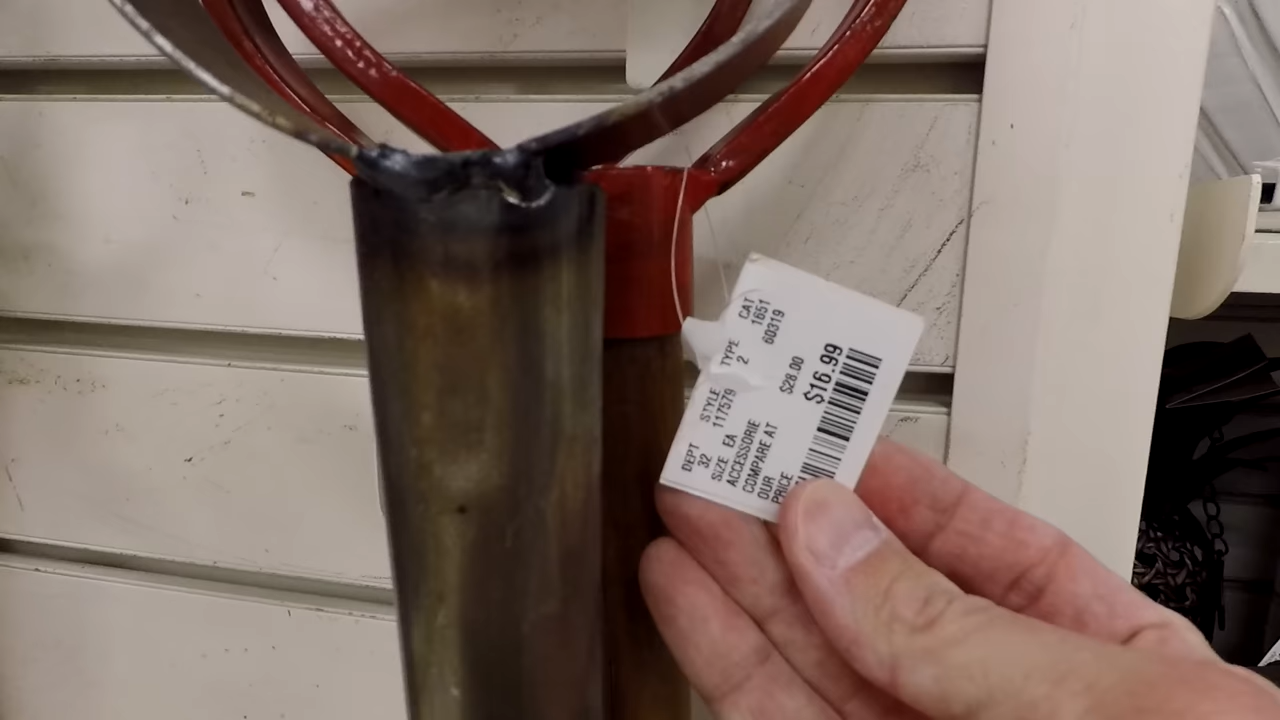 DEPT STYLE TYPE CAT
32 117579 2 1651
SIZE EA 60319
ACCESSORIE
COMPARE AT $28.00
OUR
PRICE $16.99